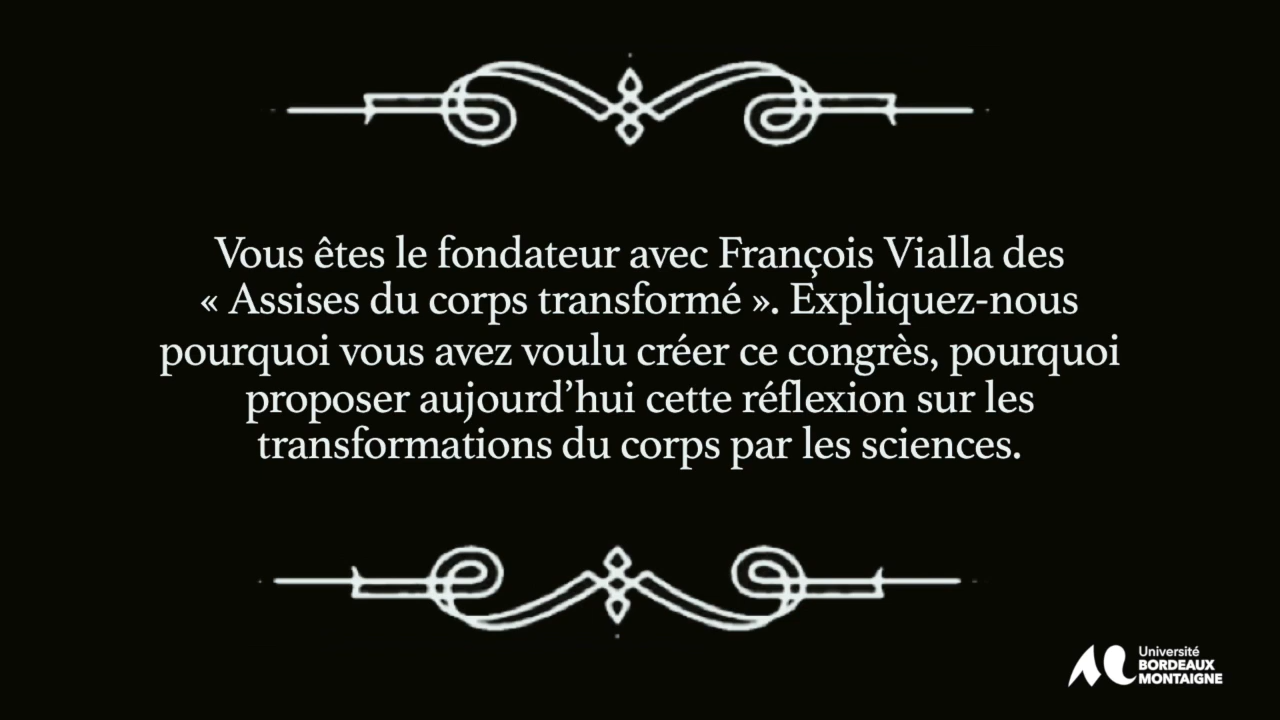 Vous êtes le fondateur avec François Vialla des
« Assises du corps transformé ». Expliquez-nous
pourquoi vous avez voulu créer ce congrès, pourquoi
proposer aujourd’hui cette réflexion sur les
transformations du corps par les sciences.
Université
BORDEAUX
MONTAIGNE